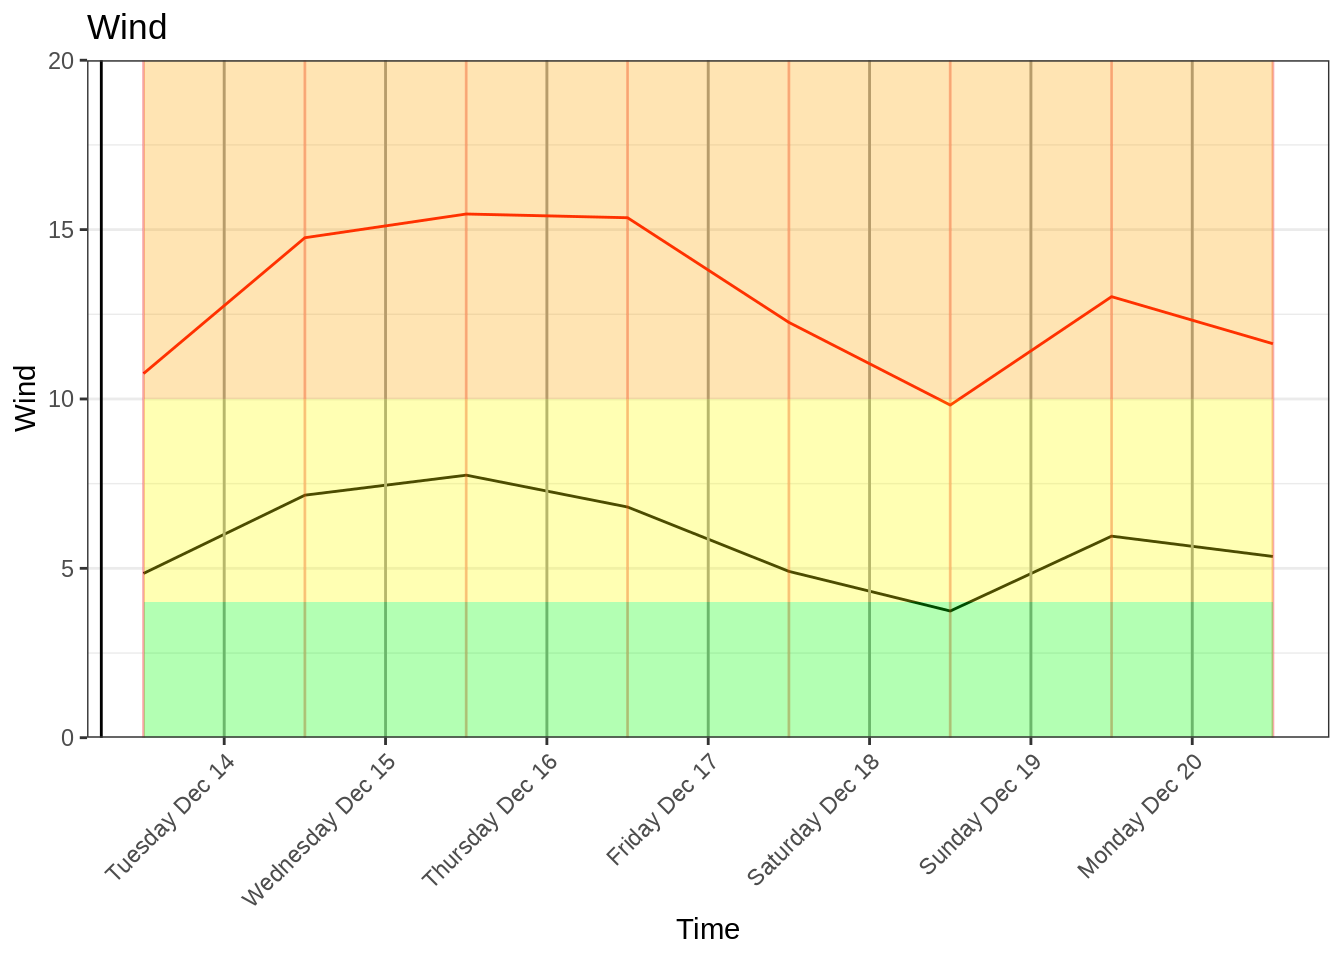 Wind
20
15
10
5
0
Wind
Tuesday Dec 14
Wednesday Dec 15
Thursday Dec 16
Friday Dec 17
Saturday Dec 18
Sunday Dec 19
Monday Dec 20
Time